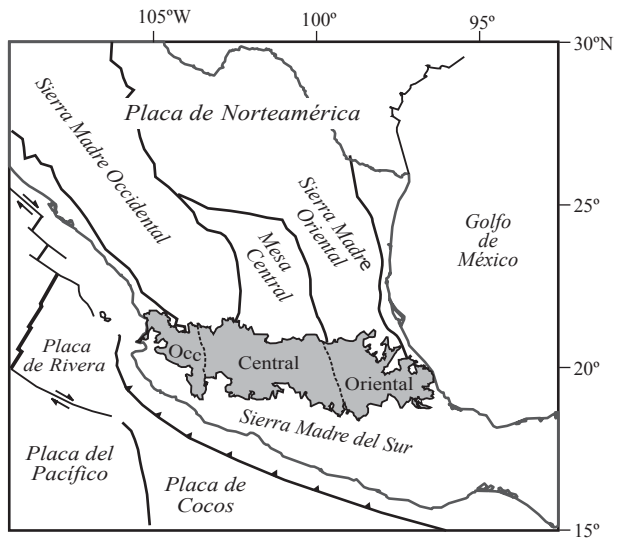 105ºW
100º
95º
30ºN
Placa de Norteamérica
Sierra Madre Occidental
Sierra Madre
Oriental
Mesa
Central
25º
Golfo
de
México
Placa
de Rivera
Occ
Central
Oriental
20º
Sierra Madre del Sur
Placa del
Pacífico
Placa de
Cocos
15º